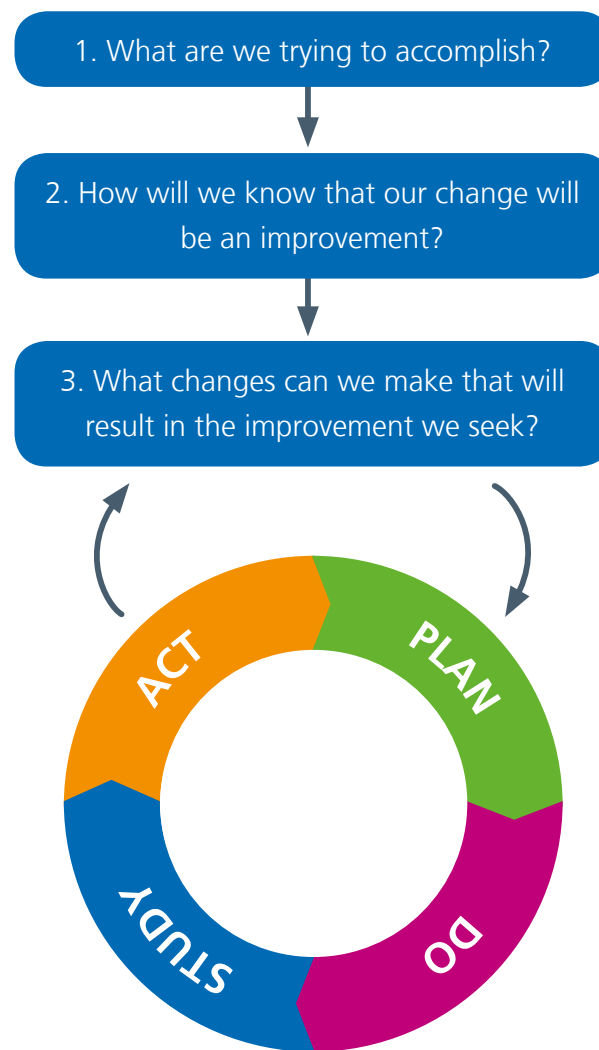 1. What are we trying to accomplish?
2. How will we know that our change will
be an improvement?
3. What changes can we make that will
result in the improvement we seek?
ACT
PLAN
STUDY
DO